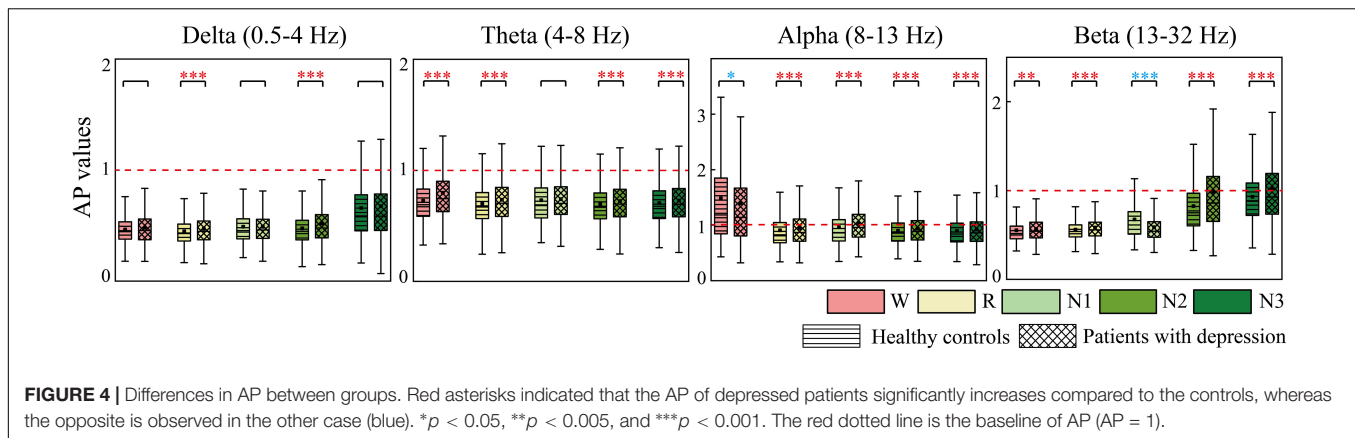 Delta (0.5-4 Hz) Theta (4-8 Hz) Alpha (8-13 Hz) Beta (13-32 Hz)
AP values
2
1
0
*** ***
2
1
0
*** *** *** ***
3
2
1
0
* *** *** *** ***
2
1
0
** *** *** *** ***
W R N1 N2 N3
Healthy controls Patients with depression
FIGURE 4 | Differences in AP between groups. Red asterisks indicated that the AP of depressed patients significantly increases compared to the controls, whereas
the opposite is observed in the other case (blue). *p < 0.05, **p < 0.005, and ***p < 0.001. The red dotted line is the baseline of AP (AP = 1).